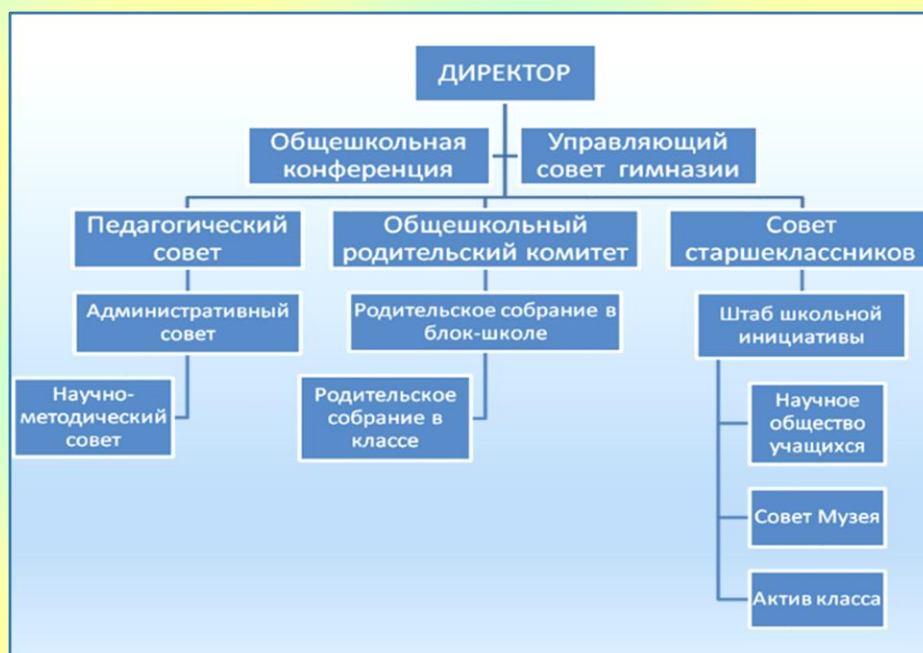 ДИРЕКТОР
Общешкольная
конференция
Управляющий
совет гимназии
Педагогический
совет
Общешкольный
родительский комитет
Совет
старшеклассников
Административный
совет
Родительское собрание в
блок-школе
Штаб школьной
инициативы
Научно-
методический
совет
Родительское
собрание в
классе
Научное
общество
учащихся
Совет Музея
Актив класса